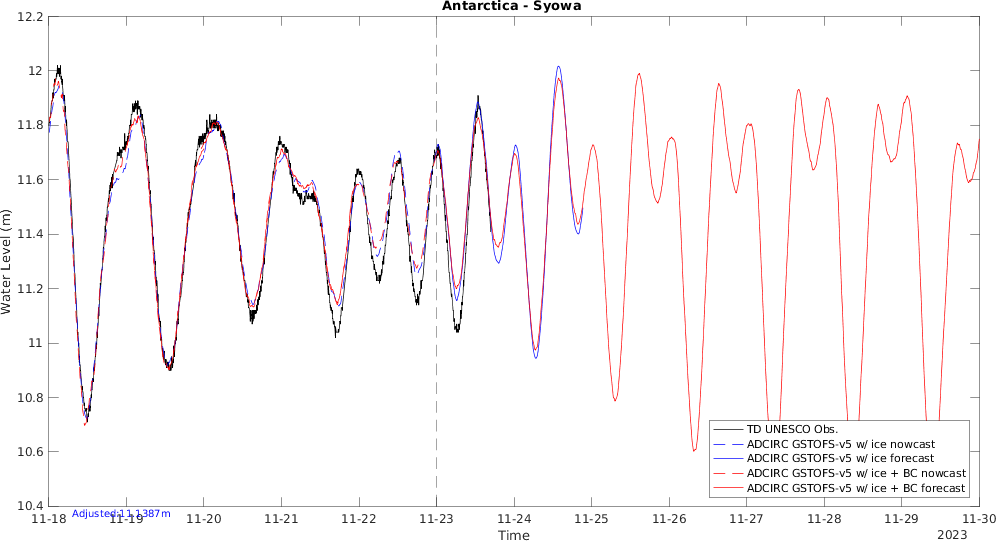 Antarctica - Syowa
12.2
12
11.8
11.6
11.4
11.2
11
10.8
10.6
10.4
Water Level (m)
TD UNESCO Obs.
ADCIRC GSTOFS-v5 w/ ice nowcast
ADCIRC GSTOFS-v5 w/ ice forecast
ADCIRC GSTOFS-v5 w/ ice + BC nowcast
ADCIRC GSTOFS-v5 w/ ice + BC forecast
11-18 11-19 11-20 11-21 11-22 11-23 11-24 11-25 11-26 11-27 11-28 11-29 11-30
Adjusted:11.1387m
Time
2023